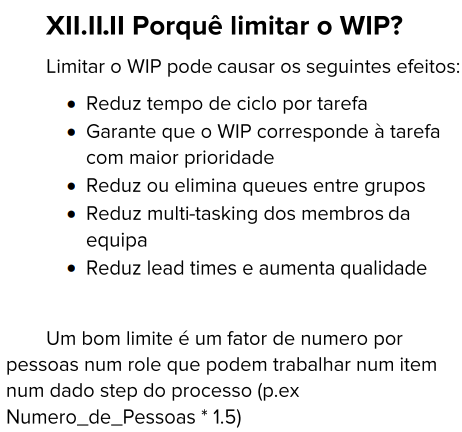 XII.II.II Porquê limitar o WIP?
Limitar o WIP pode causar os seguintes efeitos:
• Reduz tempo de ciclo por tarefa
• Garante que o WIP corresponde à tarefa
com maior prioridade
• Reduz ou elimina queues entre grupos
• Reduz multi-tasking dos membros da
equipa
• Reduz lead times e aumenta qualidade
Um bom limite é um fator de numero por
pessoas num role que podem trabalhar num item
num dado step do processo (p.ex
Numero_de_Pessoas * 1.5)